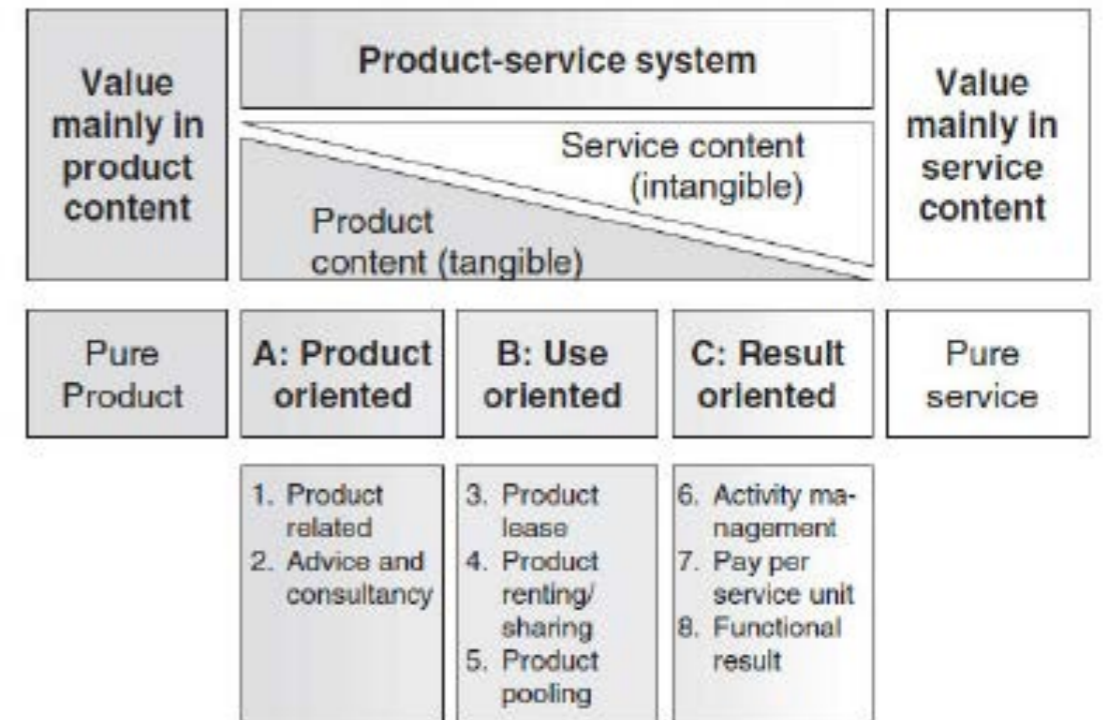 Value
mainly in
product
content
Product-service system
Service content
(intangible)
Product
content (tangible)
Value
mainly in
service
content
Pure
Product
A: Product
oriented
B: Use
oriented
C: Result
oriented
Pure
service
1. Product
related
2. Advice and
consultancy
3. Product
lease
4. Product
renting/
sharing
5. Product
pooling
6. Activity ma-
nagement
7. Pay per
service unit
8. Functional
result